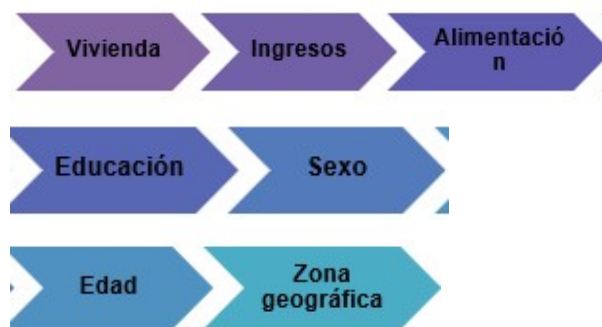 Vivienda
Ingresos
Alimentació
n
Educación
Sexo
Edad
Zona
geográfica